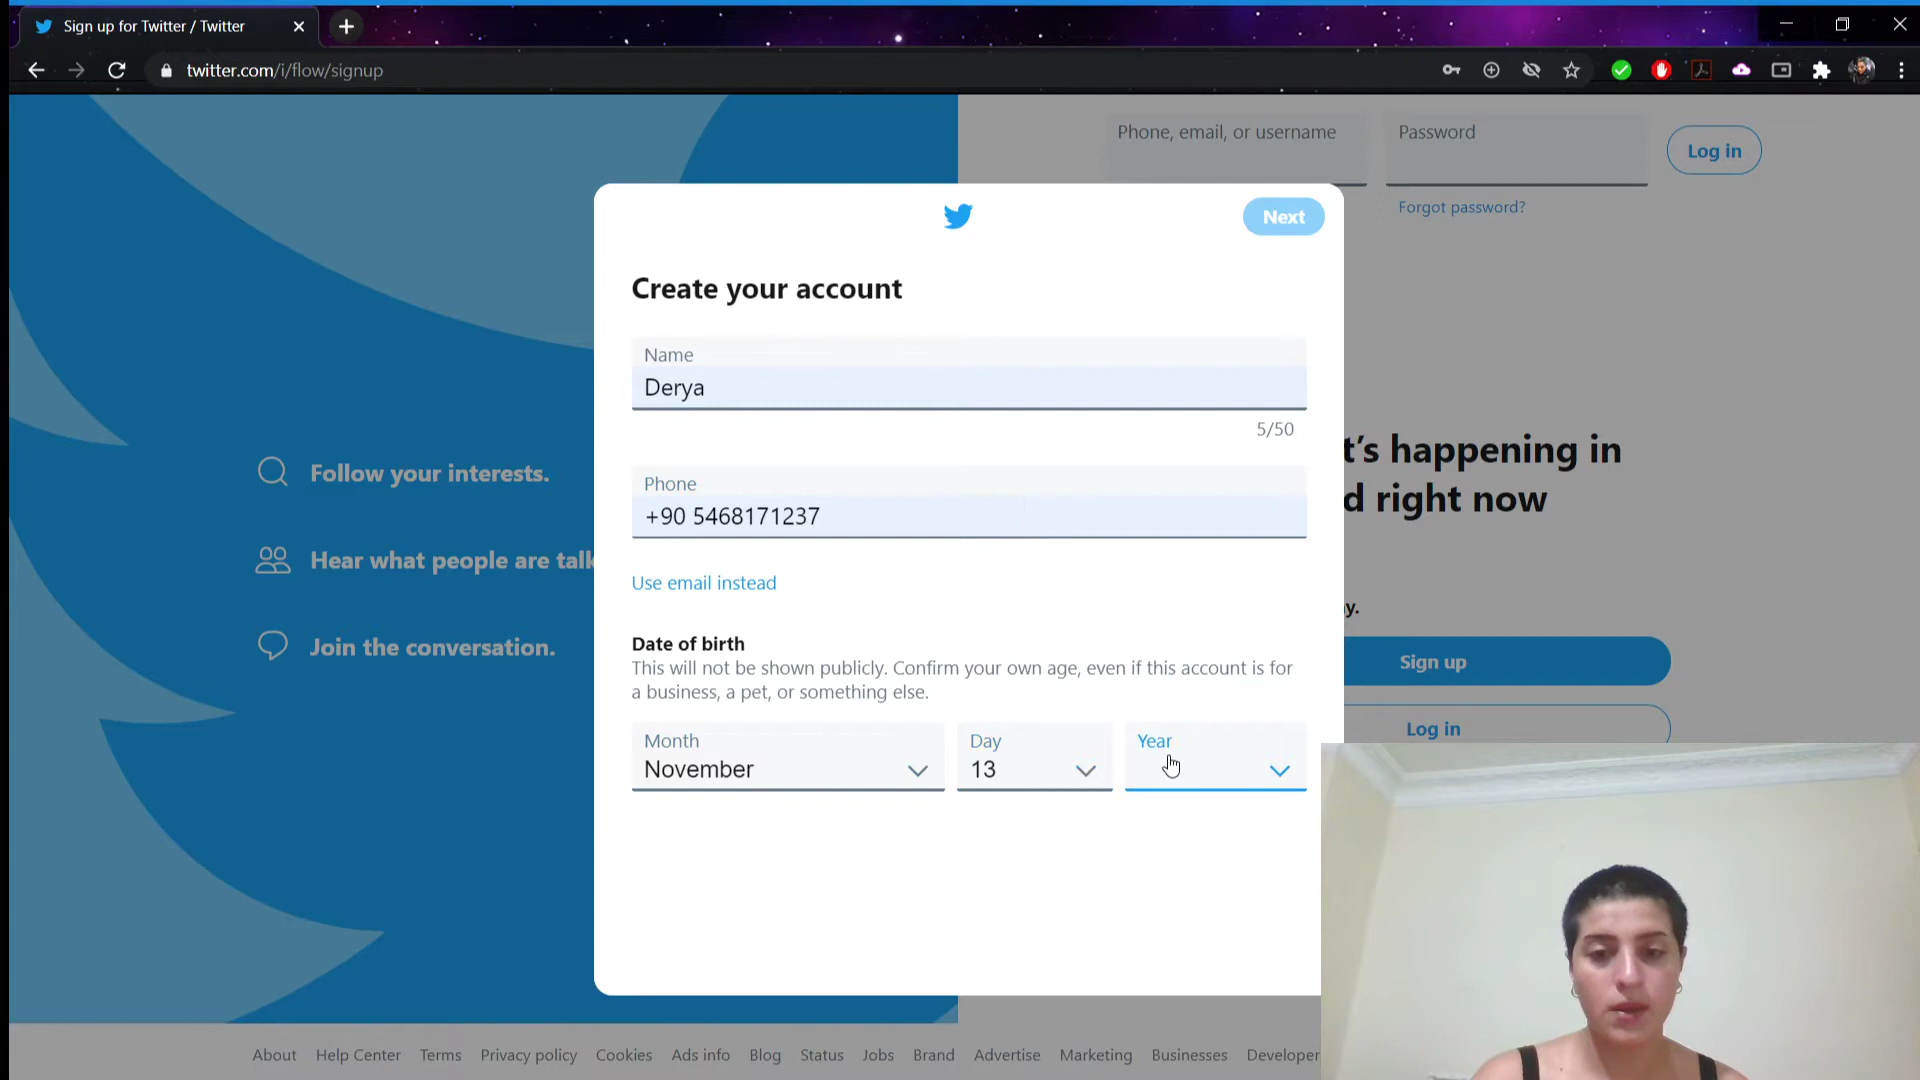 Sign up for Twitter / Twitter
twitter.com/i/flow/signup
Phone, email, or username
Password
Log in
Forgot password?
Next
Create your account
Name
Derya
5/50
Phone
+90 5468171237
Use email instead
Date of birth
This will not be shown publicly. Confirm your own age, even if this account is for
a business, a pet, or something else.
Month
November
Day
13
Year
Follow your interests.
Hear what people are talk
Join the conversation.
t's happening in
d right now
y.
Sign up
Log in
About Help Center Terms Privacy policy Cookies Ads info Blog Status Jobs Brand Advertise Marketing Businesses Developer